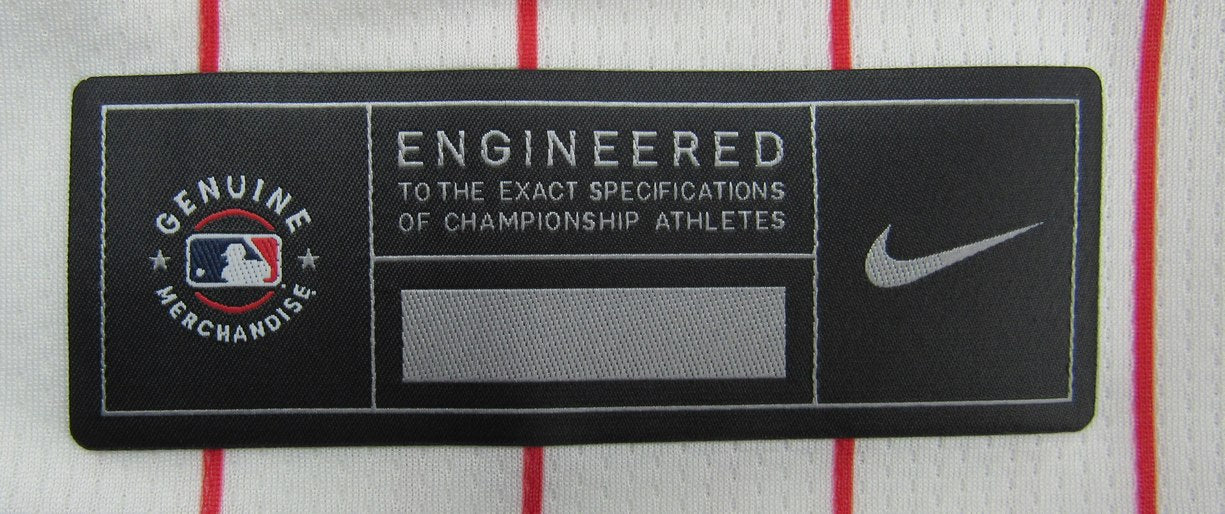 GENUINE
MERCHANDISE
ENGINEERED
TO THE EXACT SPECIFICATIONS
OF CHAMPIONSHIP ATHLETES